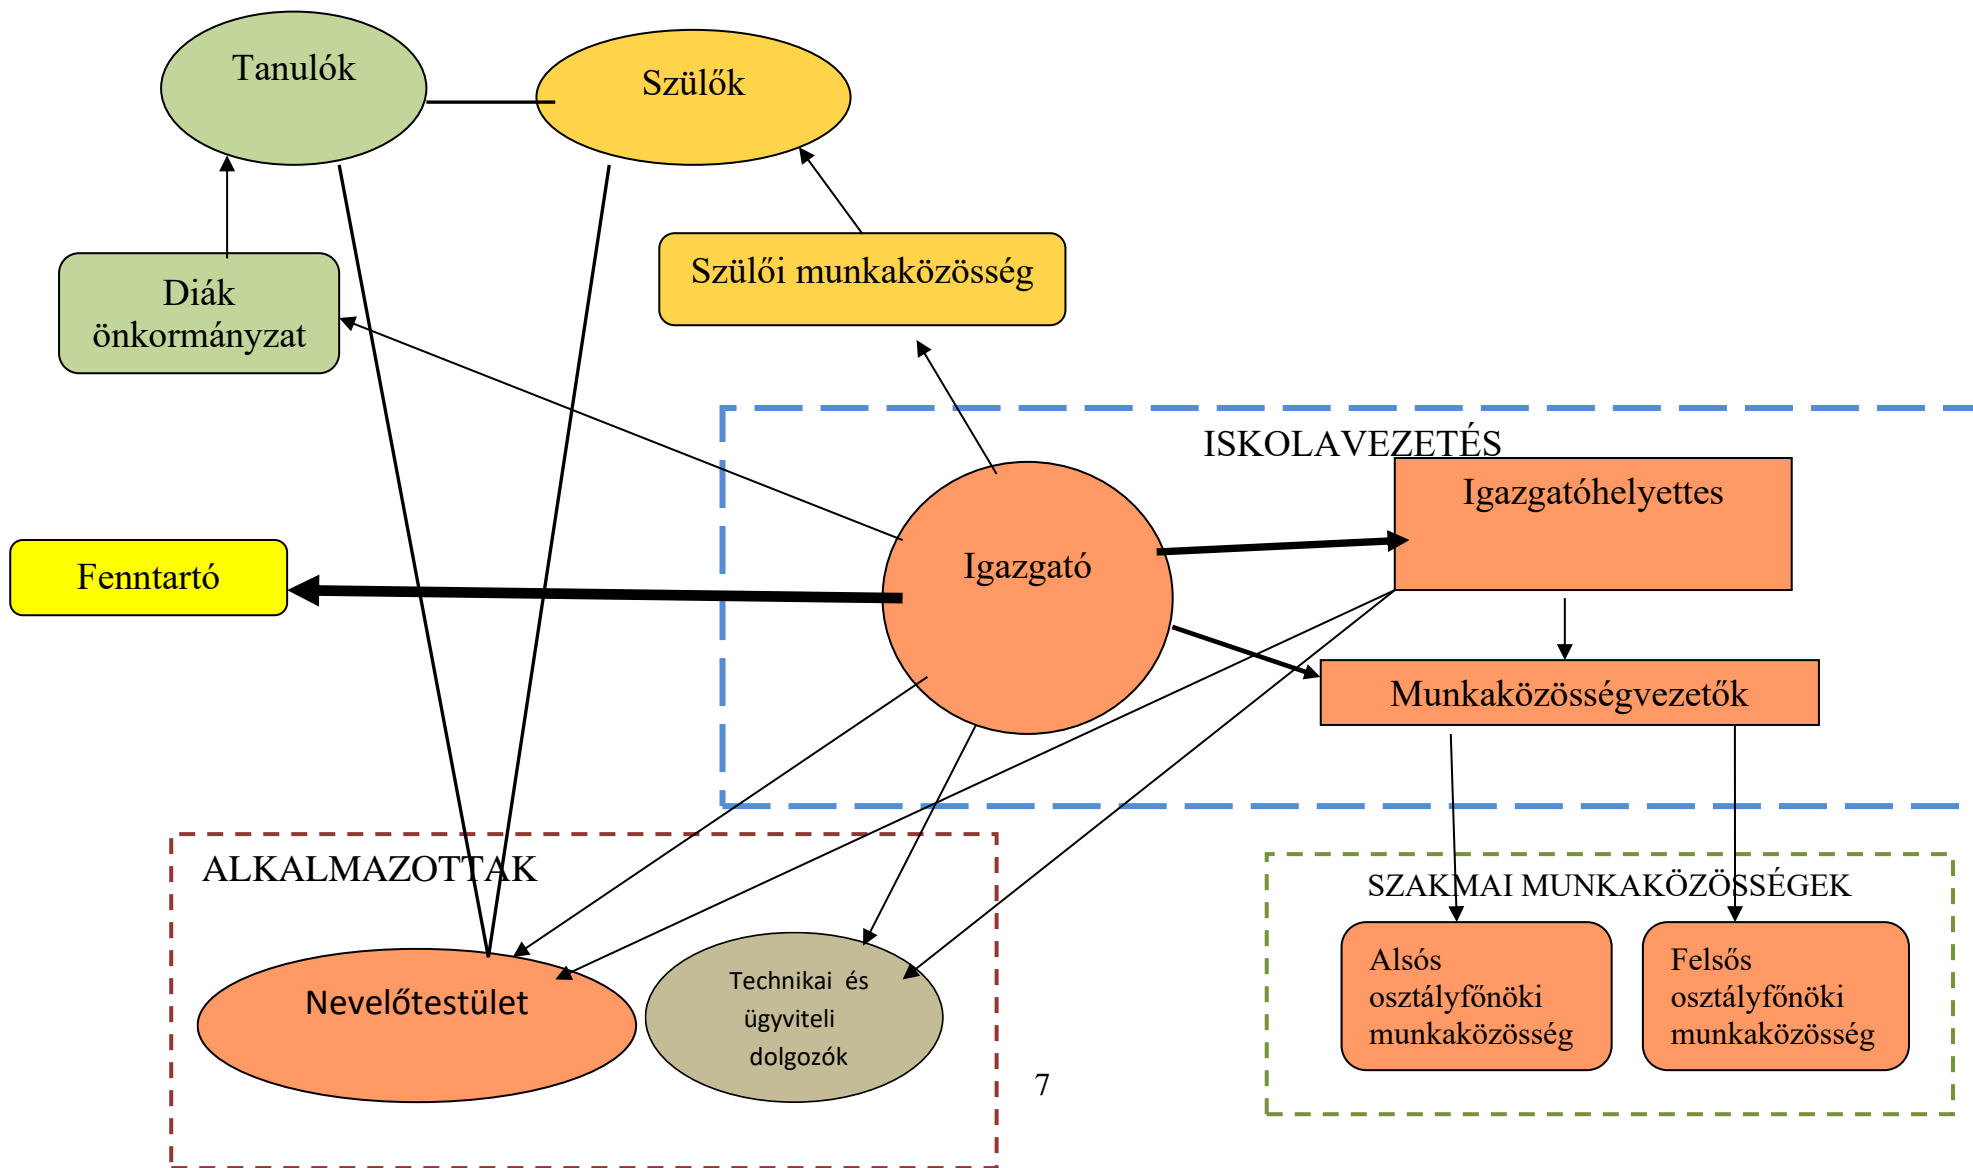 Tanulók
Szülők
Szülői munkaközösség
Diák
önkormányzat
ISKOLAVEZETÉS
Igazgatóhelyettes
Igazgató
Fenntartó
Munkaközösségvezetők
ALKALMAZOTTAK
SZAKMAI MUNKAKÖZÖSSÉGEK
Nevelőtestület
Technikai és
ügyviteli
dolgozók
Alsós
osztályfőnöki
munkaközösség
Felsős
osztályfőnöki
munkaközösség
7